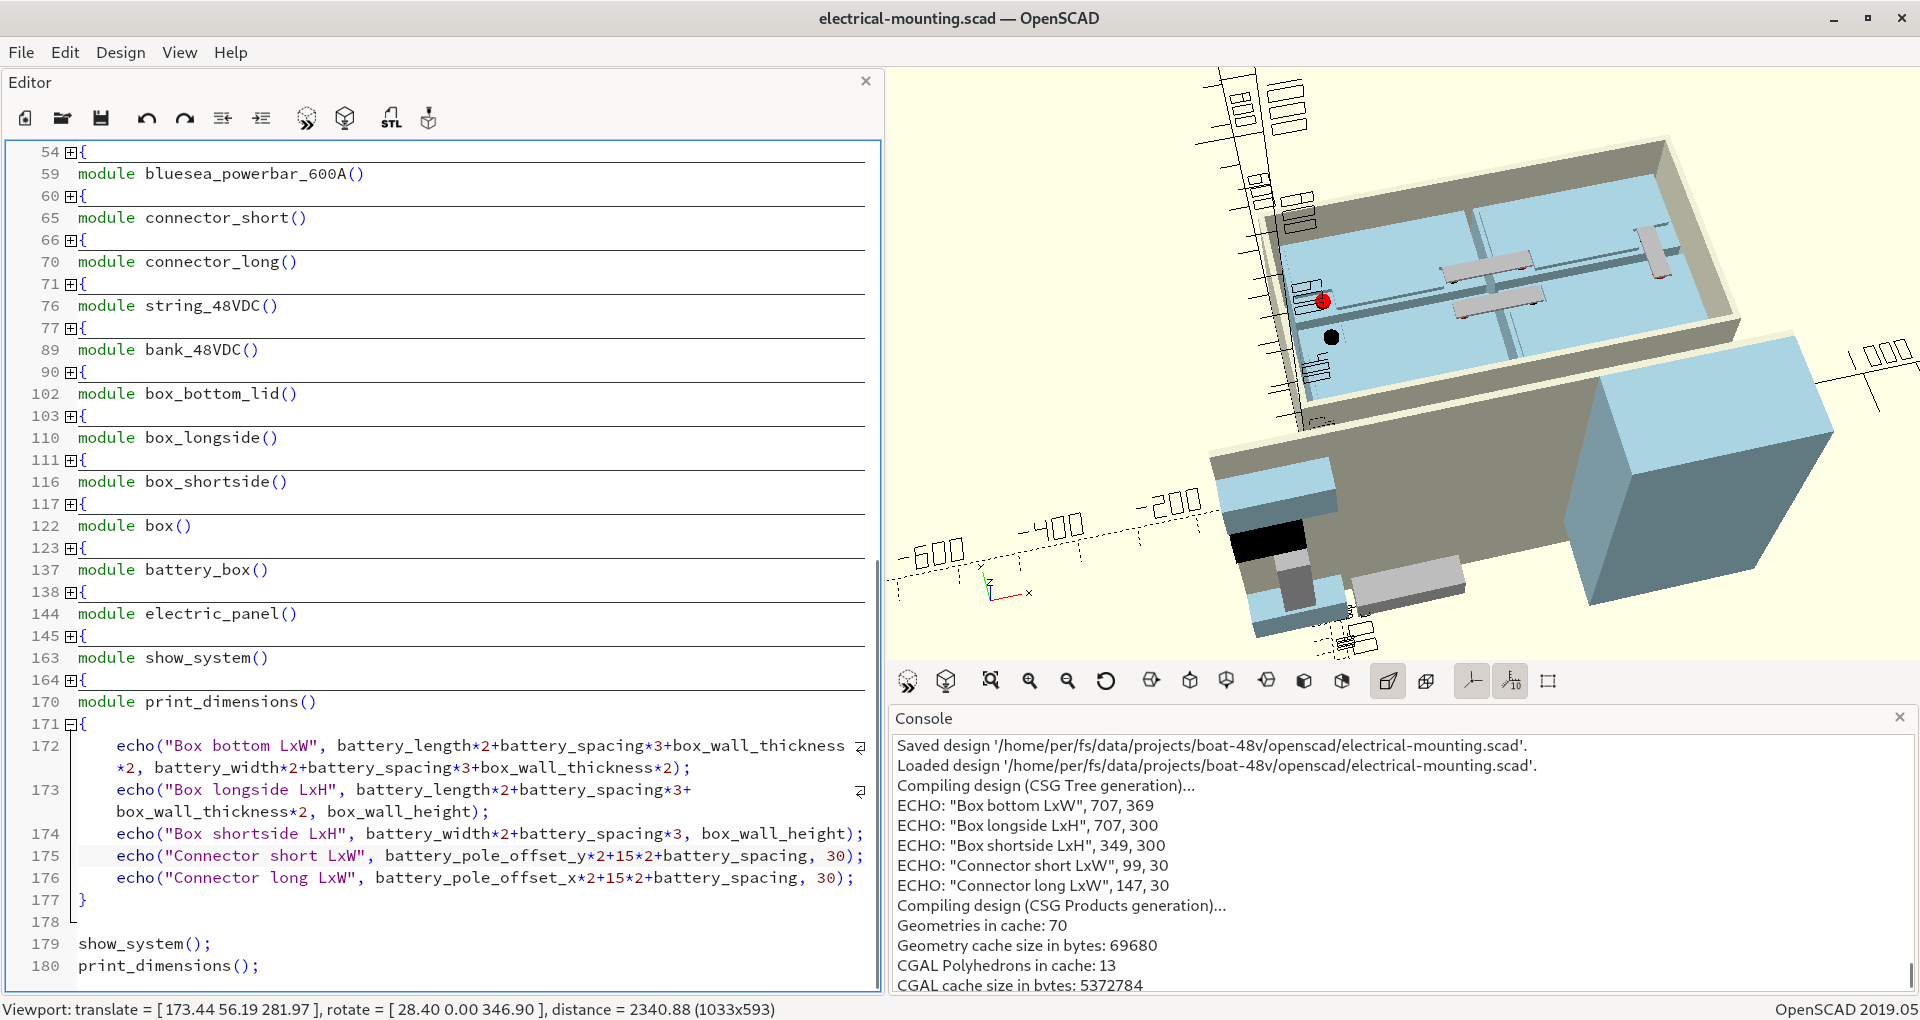 electrical-mounting.scad — OpenSCAD
File Edit Design View Help
Editor
STL
54 {
59 module bluesea_powerbar_600A()
60 {
65 module connector_short()
66 {
70 module connector_long()
71 {
76 module string_48VDC()
77 {
89 module bank_48VDC()
90 {
102 module box_bottom_lid()
103 {
110 module box_longside()
111 {
116 module box_shortside()
117 {
122 module box()
123 {
137 module battery_box()
138 {
144 module electric_panel()
145 {
163 module show_system()
164 {
170 module print_dimensions()
171 {
172 echo("Box bottom LxW", battery_length*2+battery_spacing*3+box_wall_thickness
*2, battery_width*2+battery_spacing*3+box_wall_thickness*2);
173 echo("Box longside LxH", battery_length*2+battery_spacing*3+
box_wall_thickness*2, box_wall_height);
174 echo("Box shortside LxH", battery_width*2+battery_spacing*3, box_wall_height);
175 echo("Connector short LxW", battery_pole_offset_y*2+15*2+battery_spacing, 30);
176 echo("Connector long LxW", battery_pole_offset_x*2+15*2+battery_spacing, 30);
177 }
178
179 show_system();
180 print_dimensions();
-600
-400
-200
1000
Z
X
10
Console
Saved design '/home/per/fs/data/projects/boat-48v/openscad/electrical-mounting.scad'.
Loaded design '/home/per/fs/data/projects/boat-48v/openscad/electrical-mounting.scad'.
Compiling design (CSG Tree generation)...
ECHO: "Box bottom LxW", 707, 369
ECHO: "Box longside LxH", 707, 300
ECHO: "Box shortside LxH", 349, 300
ECHO: "Connector short LxW", 99, 30
ECHO: "Connector long LxW", 147, 30
Compiling design (CSG Products generation)...
Geometries in cache: 70
Geometry cache size in bytes: 69680
CGAL Polyhedrons in cache: 13
CGAL cache size in bytes: 5372784
Viewport: translate = [ 173.44 56.19 281.97 ], rotate = [ 28.40 0.00 346.90 ], distance = 2340.88 (1033x593)
OpenSCAD 2019.05